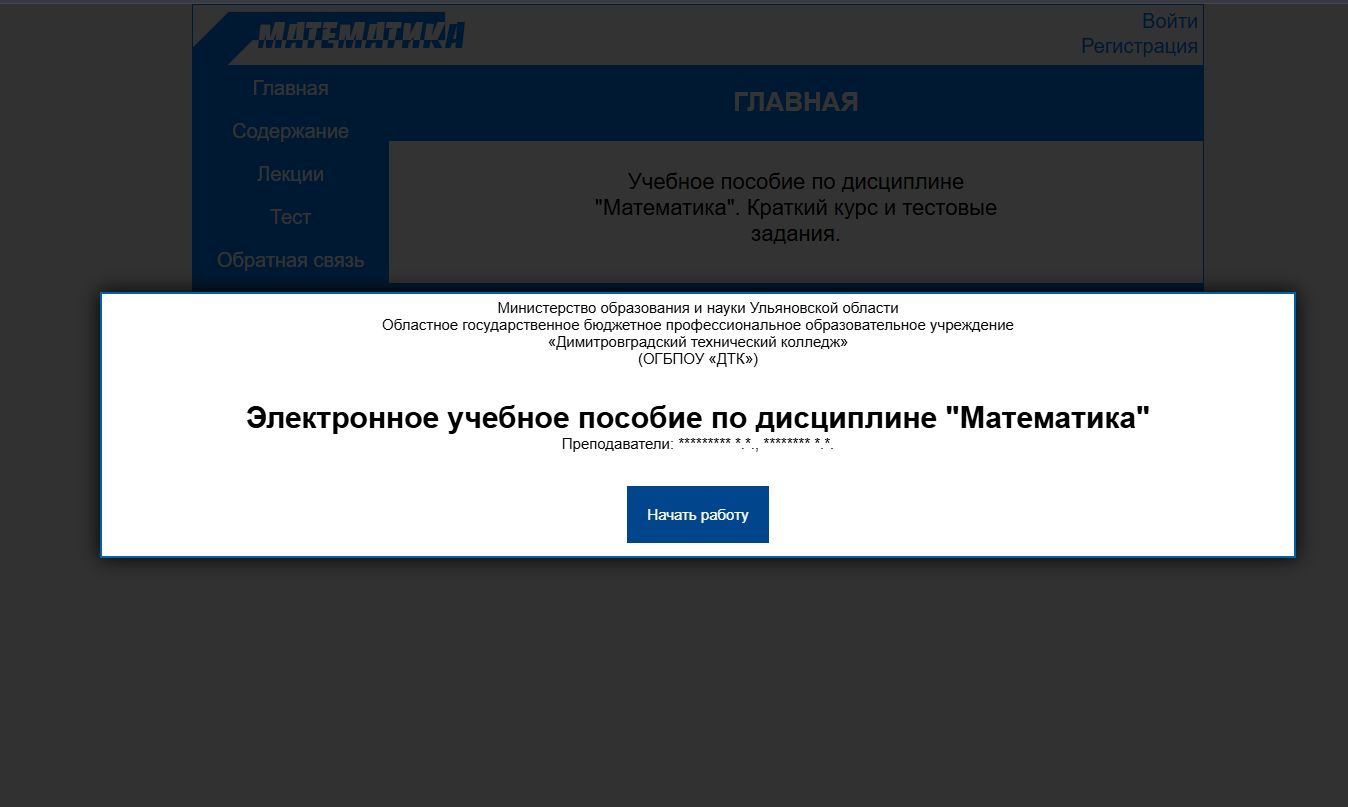 МАТЕМАТИКА
Войти
Регистрация
Главная
Содержание
Лекции
Тест
Обратная связь
ГЛАВНАЯ
Учебное пособие по дисциплине
"Математика". Краткий курс и тестовые
задания.
Министерство образования и науки Ульяновской области
Областное государственное бюджетное профессиональное образовательное учреждение
«Димитровградский технический колледж»
(ОГБПОУ «ДТК»)
Электронное учебное пособие по дисциплине "Математика"
Преподаватели: ********* *.*., ******** *.*.
Начать работу